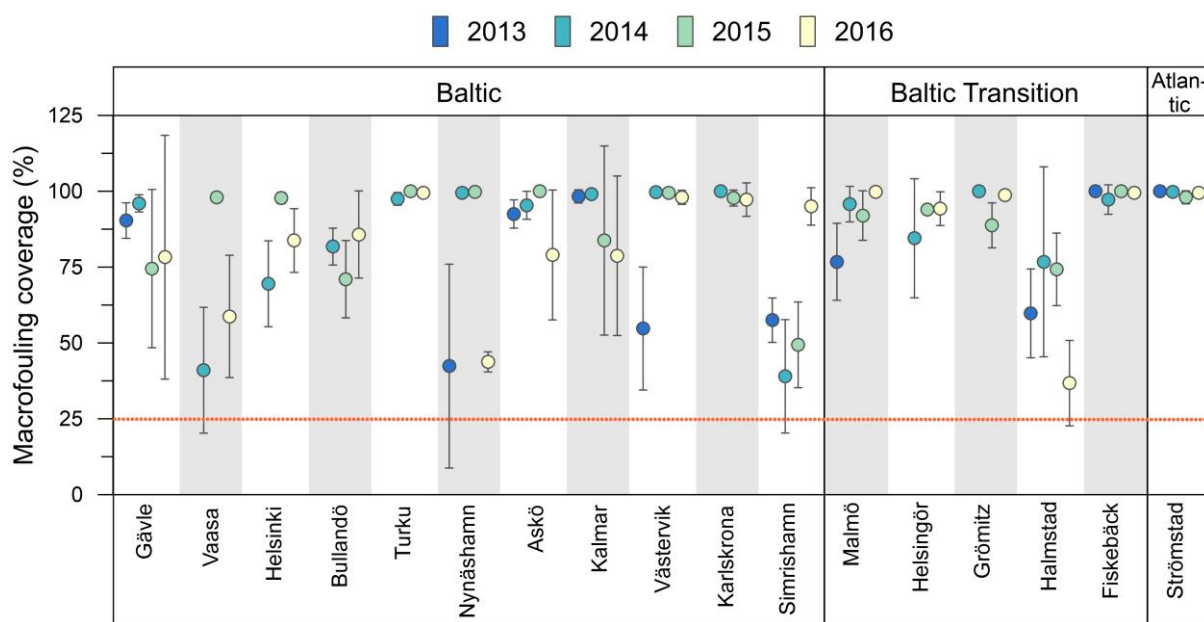 2013 2014 2015 2016
Baltic
Baltic Transition
Atlan-
tic
Macrofouling coverage (%)
125
100
75
50
25
0
Gävle
Vaasa
Helsinki
Bullandö
Turku
Nynäshamn
Askö
Kalmar
Västervik
Karlskrona
Simrishamn
Malmö
Helsingör
Grömitz
Halmstad
Fiskebäck
Strömstad